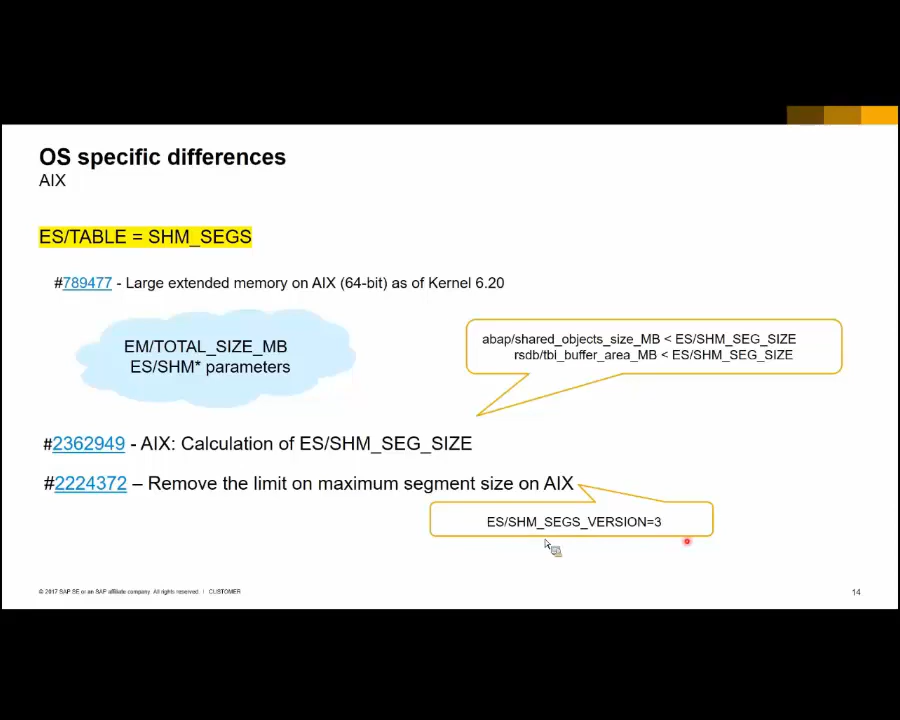 OS specific differences
AIX
ES/TABLE = SHM_SEGS
#789477 - Large extended memory on AIX (64-bit) as of Kernel 6.20
EM/TOTAL_SIZE_MB
ES/SHM* parameters
abap/shared_objects_size_MB < ES/SHM_SEG_SIZE
rsdb/tbi_buffer_area_MB < ES/SHM_SEG_SIZE
#2362949 - AIX: Calculation of ES/SHM_SEG_SIZE
#2224372 – Remove the limit on maximum segment size on AIX
ES/SHM_SEGS_VERSION=3
© 2017 SAP SE or an SAP affiliate company. All rights reserved. | CUSTOMER
14